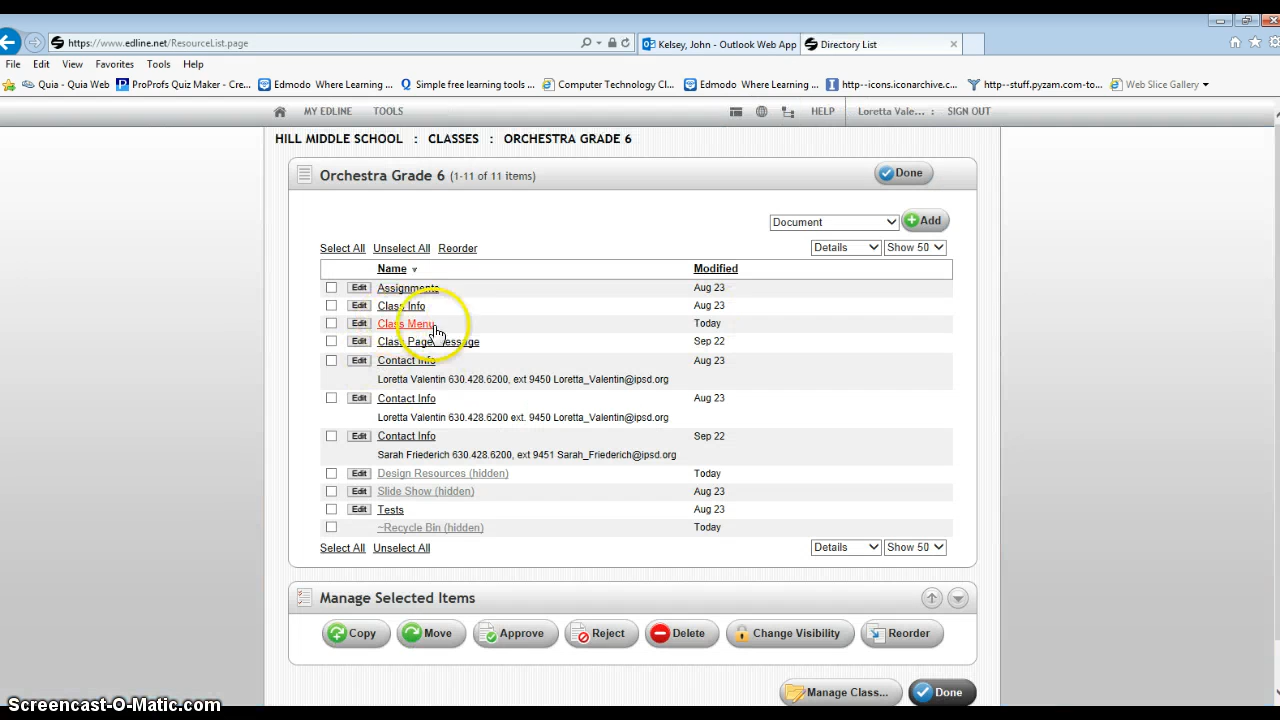 https://www.edline.net/ResourceList.page
Kelsey, John - Outlook Web App
Directory List
File Edit View Favorites Tools Help
Quia - Quia Web ProProfs Quiz Maker - Cre... Edmodo Where Learning ... Simple free learning tools ... Computer Technology Cl... Edmodo Where Learning ... http--icons.iconarchive.c... http--stuff.pyzam.com-to... Web Slice Gallery
MY EDLINE TOOLS HELP Loretta Vale... : SIGN OUT
HILL MIDDLE SCHOOL : CLASSES : ORCHESTRA GRADE 6
Orchestra Grade 6 (1-11 of 11 items) Done
Document Add
Select All Unselect All Reorder Details Show 50
Name Modified
Edit Assignments Aug 23
Edit Class Info Aug 23
Edit Class Menu Today
Edit Class Page Message Sep 22
Edit Contact Info Aug 23
Loretta Valentin 630.428.6200, ext 9450 Loretta_Valentin@ipsd.org
Edit Contact Info Aug 23
Loretta Valentin 630.428.6200 ext. 9450 Loretta_Valentin@ipsd.org
Edit Contact Info Sep 22
Sarah Friederich 630.428.6200, ext 9451 Sarah_Friederich@ipsd.org
Edit Design Resources (hidden) Today
Edit Slide Show (hidden) Aug 23
Edit Tests Aug 23
~Recycle Bin (hidden) Today
Select All Unselect All Details Show 50
Manage Selected Items
Copy Move Approve Reject Delete Change Visibility Reorder
Manage Class... Done
Screencast-O-Matic.com